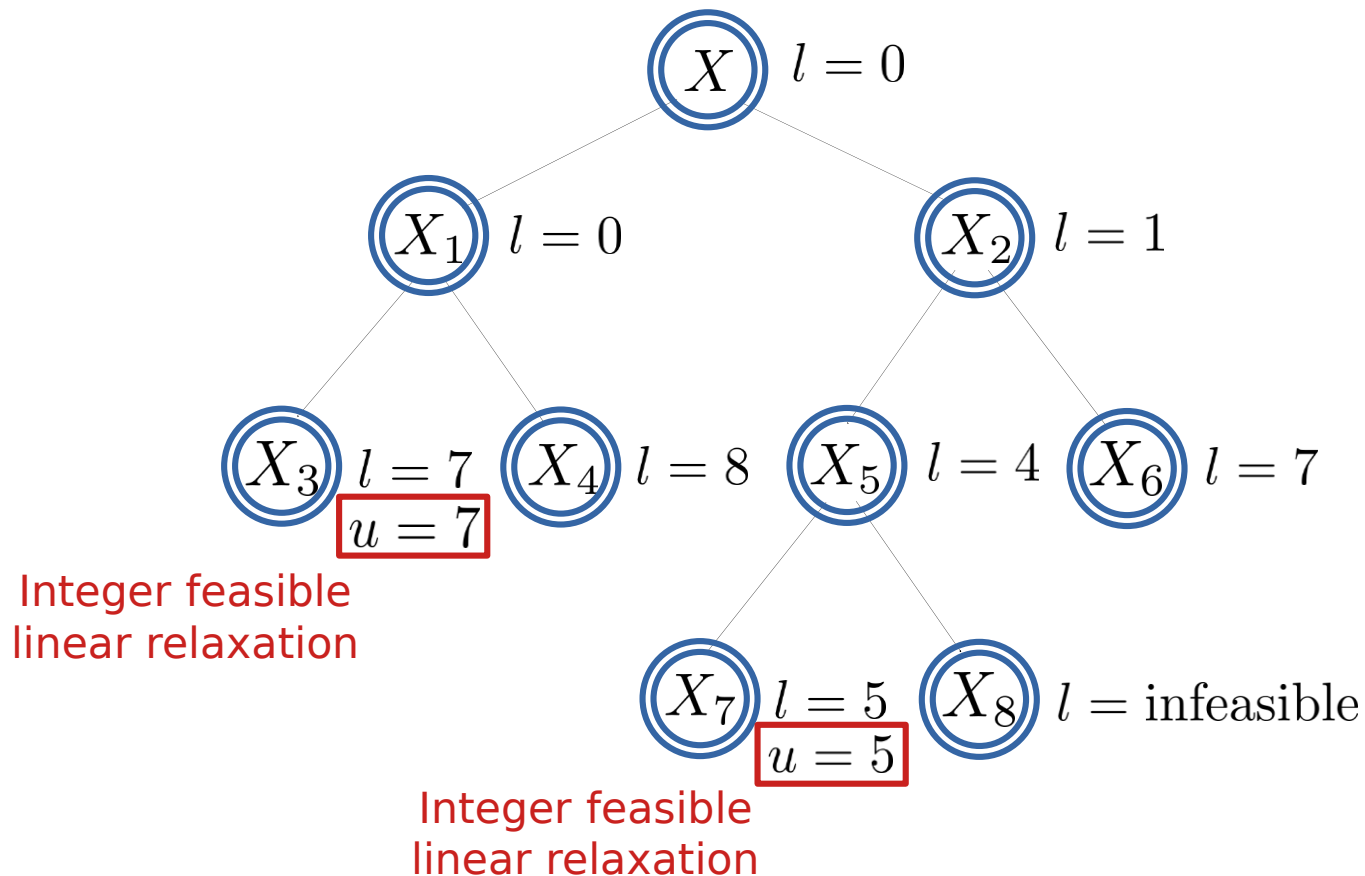 X l = 0
X₁ l = 0
X₂ l = 1
X₃ l = 7
u = 7
Integer feasible
linear relaxation
X₄ l = 8
X₅ l = 4
X₆ l = 7
X₇ l = 5
u = 5
Integer feasible
linear relaxation
X₈ l = infeasible